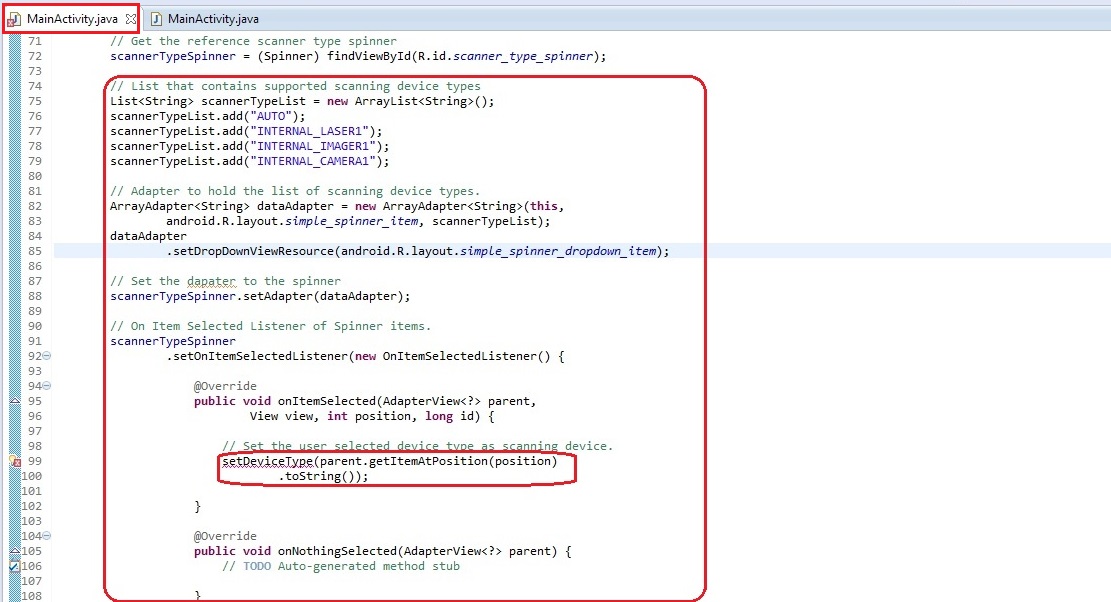 MainActivity.java MainActivity.java
71 // Get the reference scanner type spinner
72 scannerTypeSpinner = (Spinner) findViewById(R.id.scanner_type_spinner);
73
74 // List that contains supported scanning device types
75 List<String> scannerTypeList = new ArrayList<String>();
76 scannerTypeList.add("AUTO");
77 scannerTypeList.add("INTERNAL_LASER1");
78 scannerTypeList.add("INTERNAL_IMAGER1");
79 scannerTypeList.add("INTERNAL_CAMERA1");
80
81 // Adapter to hold the list of scanning device types.
82 ArrayAdapter<String> dataAdapter = new ArrayAdapter<String>(this,
83 android.R.layout.simple_spinner_item, scannerTypeList);
84 dataAdapter
85 .setDropDownViewResource(android.R.layout.simple_spinner_dropdown_item);
86
87 // Set the dapater to the spinner
88 scannerTypeSpinner.setAdapter(dataAdapter);
89
90 // On Item Selected Listener of Spinner items.
91 scannerTypeSpinner
92 .setOnItemSelectedListener(new OnItemSelectedListener() {
93
94 @Override
95 public void onItemSelected(AdapterView<?> parent,
96 View view, int position, long id) {
97
98 // Set the user selected device type as scanning device.
99 setDeviceType(parent.getItemAtPosition(position)
100 .toString());
101
102 }
103
104 @Override
105 public void onNothingSelected(AdapterView<?> parent) {
106 // TODO Auto-generated method stub
107
108 }